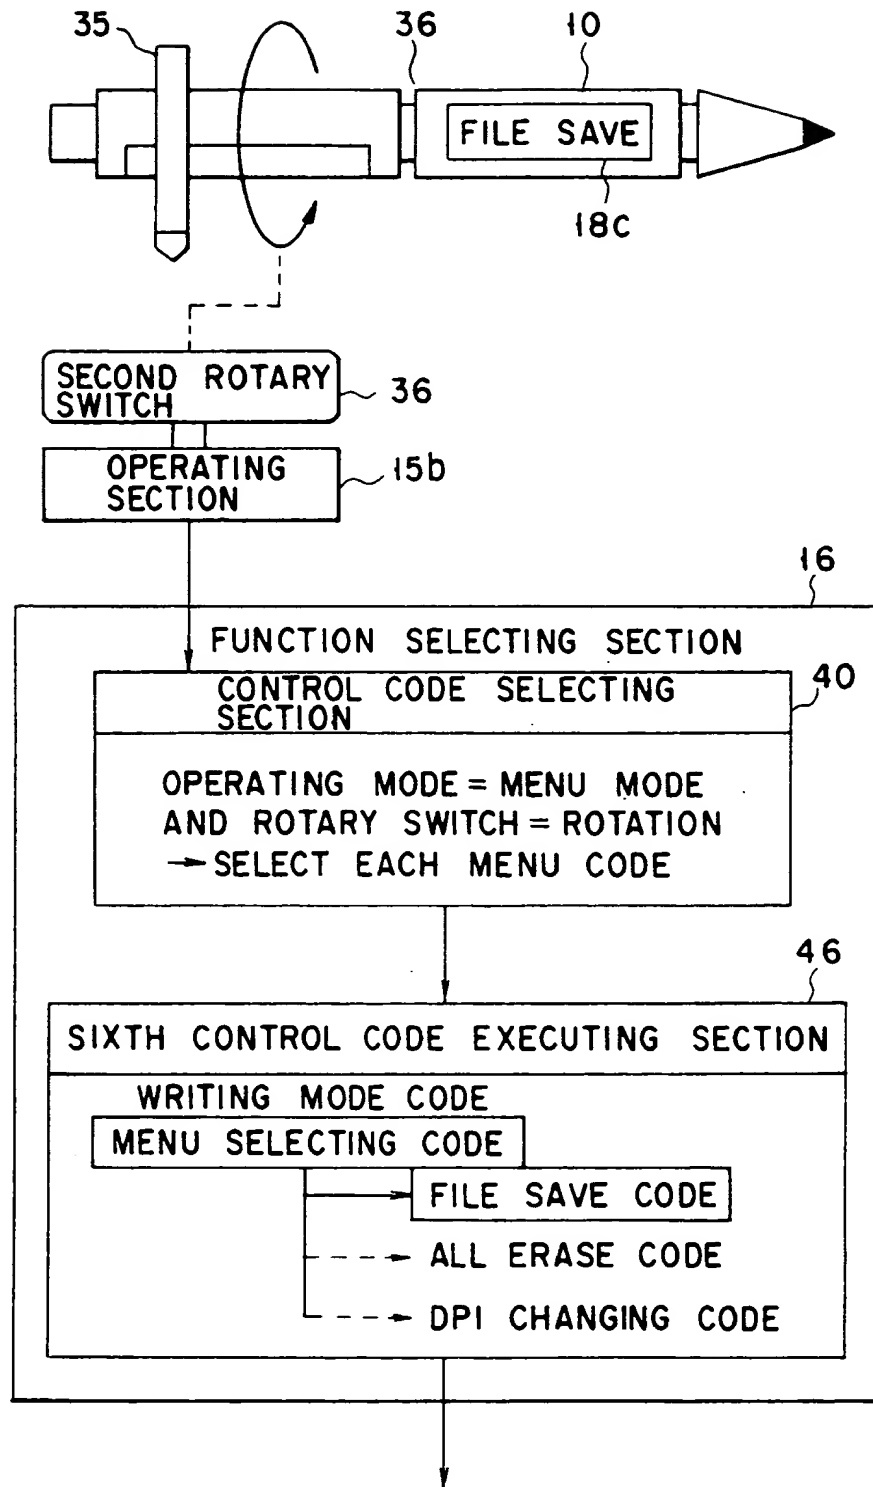 35
36
10
FILE SAVE
18c
SECOND ROTARY
SWITCH
36
OPERATING
SECTION
15b
16
FUNCTION SELECTING SECTION
CONTROL CODE SELECTING
SECTION
40
OPERATING MODE = MENU MODE
AND ROTARY SWITCH = ROTATION
→ SELECT EACH MENU CODE
46
SIXTH CONTROL CODE EXECUTING SECTION
WRITING MODE CODE
MENU SELECTING CODE
FILE SAVE CODE
ALL ERASE CODE
DPI CHANGING CODE